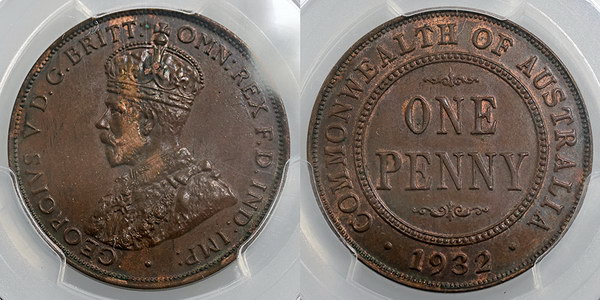 GEORGIVS V D.G.BRITT: OMN: REX F.D.IND:IMP:
COMMONWEALTH OF AUSTRALIA
ONE
PENNY
· 1932 ·